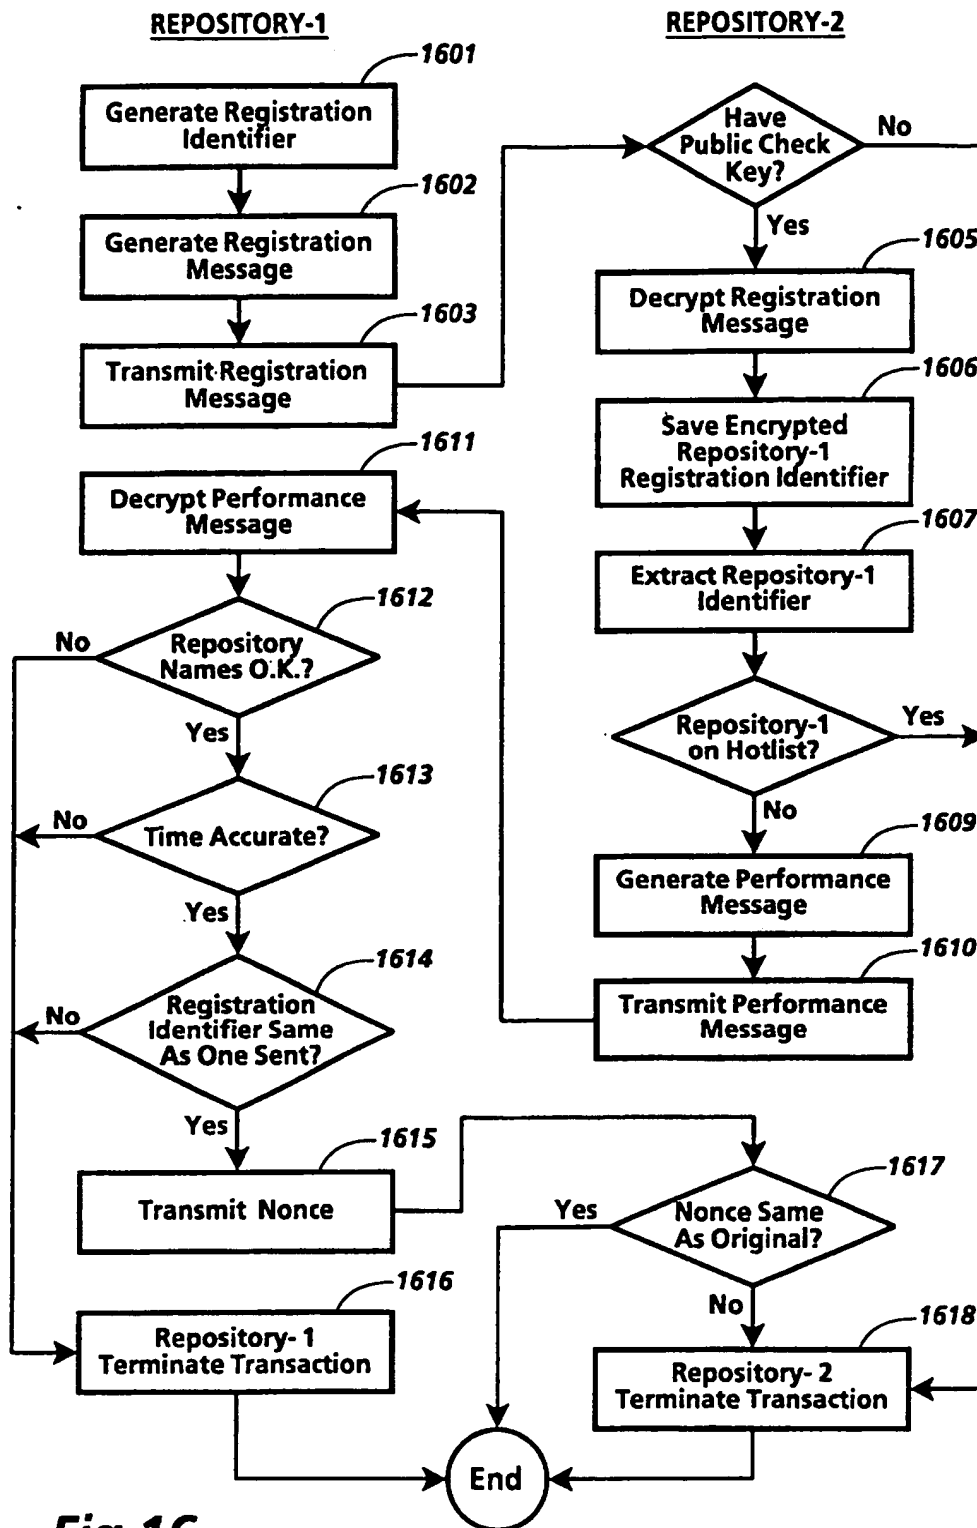 REPOSITORY-1
1601
Generate Registration
Identifier
1602
Generate Registration
Message
1603
Transmit Registration
Message
1611
Decrypt Performance
Message
1612
Repository
Names O.K.?
No
Yes
1613
Time Accurate?
No
Yes
1614
Registration
Identifier Same
As One Sent?
No
Yes
1615
Transmit Nonce
1616
Repository- 1
Terminate Transaction
REPOSITORY-2
Have
Public Check
Key?
No
Yes
1605
Decrypt Registration
Message
1606
Save Encrypted
Repository-1
Registration Identifier
1607
Extract Repository-1
Identifier
Repository-1
on Hotlist?
Yes
No
1609
Generate Performance
Message
1610
Transmit Performance
Message
1617
Nonce Same
As Original?
Yes
No
1618
Repository- 2
Terminate Transaction
End
Fig.16